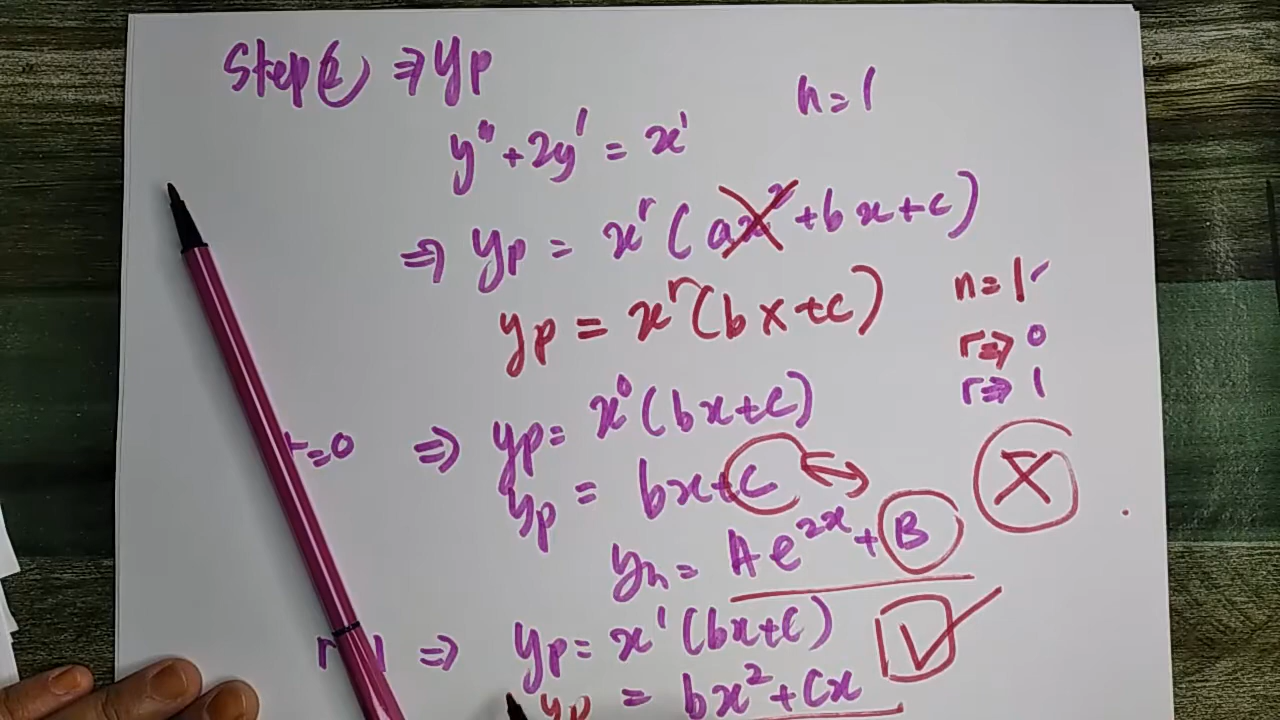 Step(2) ⇒ yp
n=1
y" + 2y' = x¹
⇒ yp = xʳ (ax² + bx + c)
yp = xʳ (bx + c)
n=1
r⇒ 0
r⇒ 1
r=0 ⇒ yp = x⁰ (bx + c)
yp = bx + c
X
yh = Ae²ˣ + B
⇒ yp = x¹ (bx + c)
yp = bx² + cx